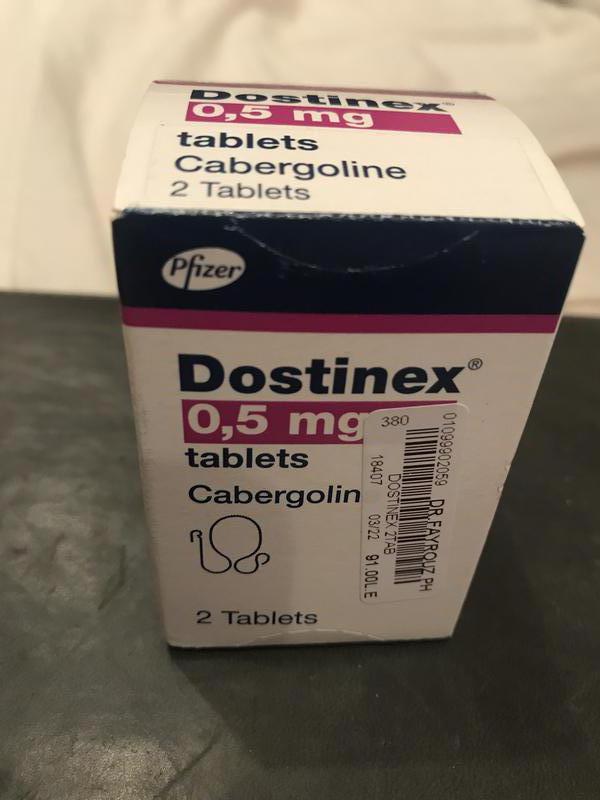 Dostinex®
0,5 mg
tablets
Cabergoline
2 Tablets
Pfizer
Dostinex®
0,5 mg
tablets
Cabergolin
2 Tablets
380
01099902059
DR.FAYROUZ PH
DOSTINEX 2TAB
18407 03/22 91.00L.E